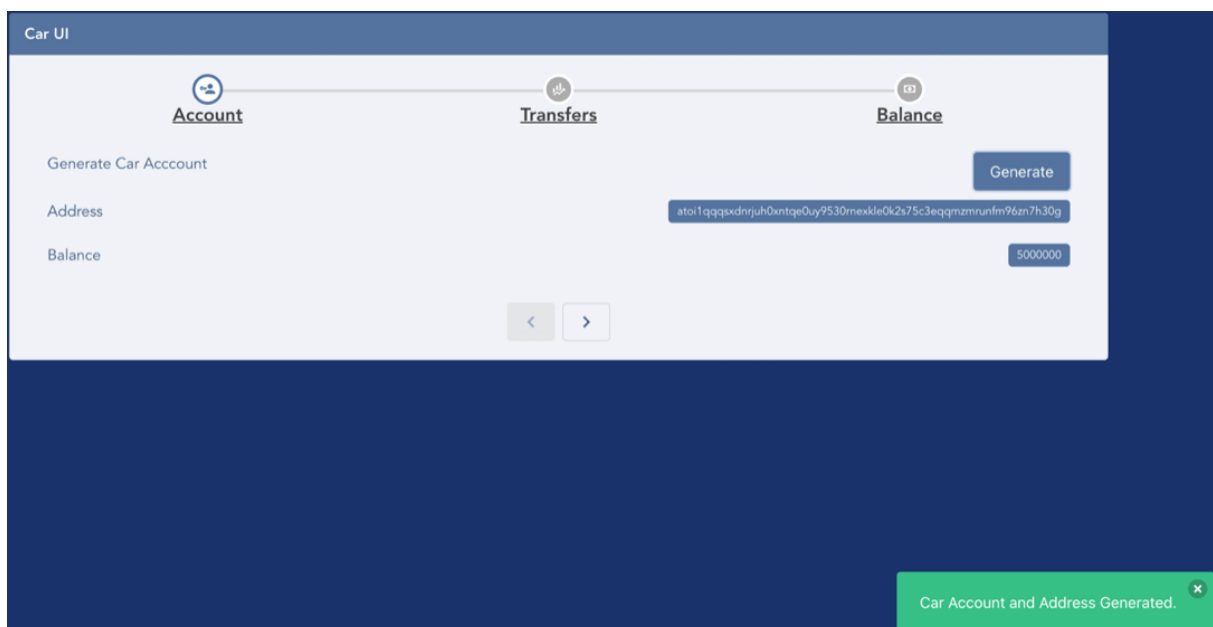 Car UI
Account
Transfers
Balance
Generate Car Acccount
Generate
Address
atoi1qqqsxdnrjuh0xntqe0uy9530rnexkle0k2s75c3eqqmzmrunfm96zn7h30g
Balance
5000000
Car Account and Address Generated.